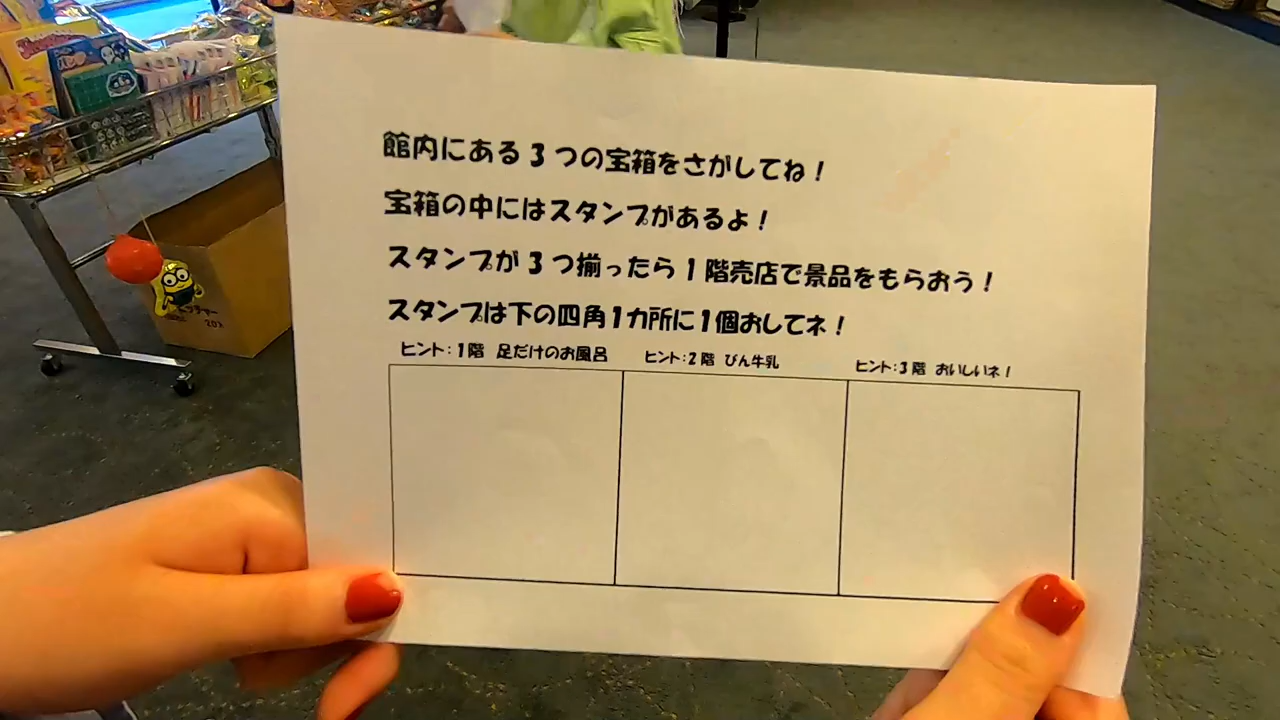 館内にある3つの宝箱をさがしてね!
宝箱の中にはスタンプがあるよ!
スタンプが3つ揃ったら1階売店で景品をもらおう!
スタンプは下の四角1カ所に1個おしてネ!
ヒント:1階 足だけのお風呂
ヒント:2階 びん牛乳
ヒント:3階 おいしいネ!